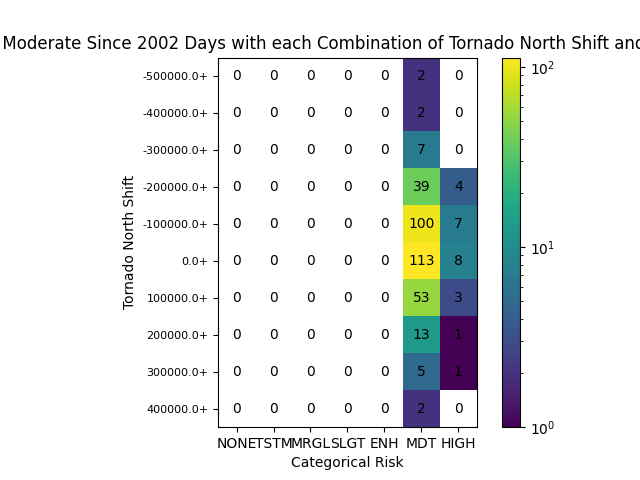 Moderate Since 2002 Days with each Combination of Tornado North Shift and
Tornado North Shift
-500000.0+ 0 0 0 0 0 2 0
-400000.0+ 0 0 0 0 0 2 0
-300000.0+ 0 0 0 0 0 7 0
-200000.0+ 0 0 0 0 0 39 4
-100000.0+ 0 0 0 0 0 100 7
0.0+ 0 0 0 0 0 113 8
100000.0+ 0 0 0 0 0 53 3
200000.0+ 0 0 0 0 0 13 1
300000.0+ 0 0 0 0 0 5 1
400000.0+ 0 0 0 0 0 2 0
NONE TSTM MRGL SLGT ENH MDT HIGH
Categorical Risk
10²
10¹
10⁰